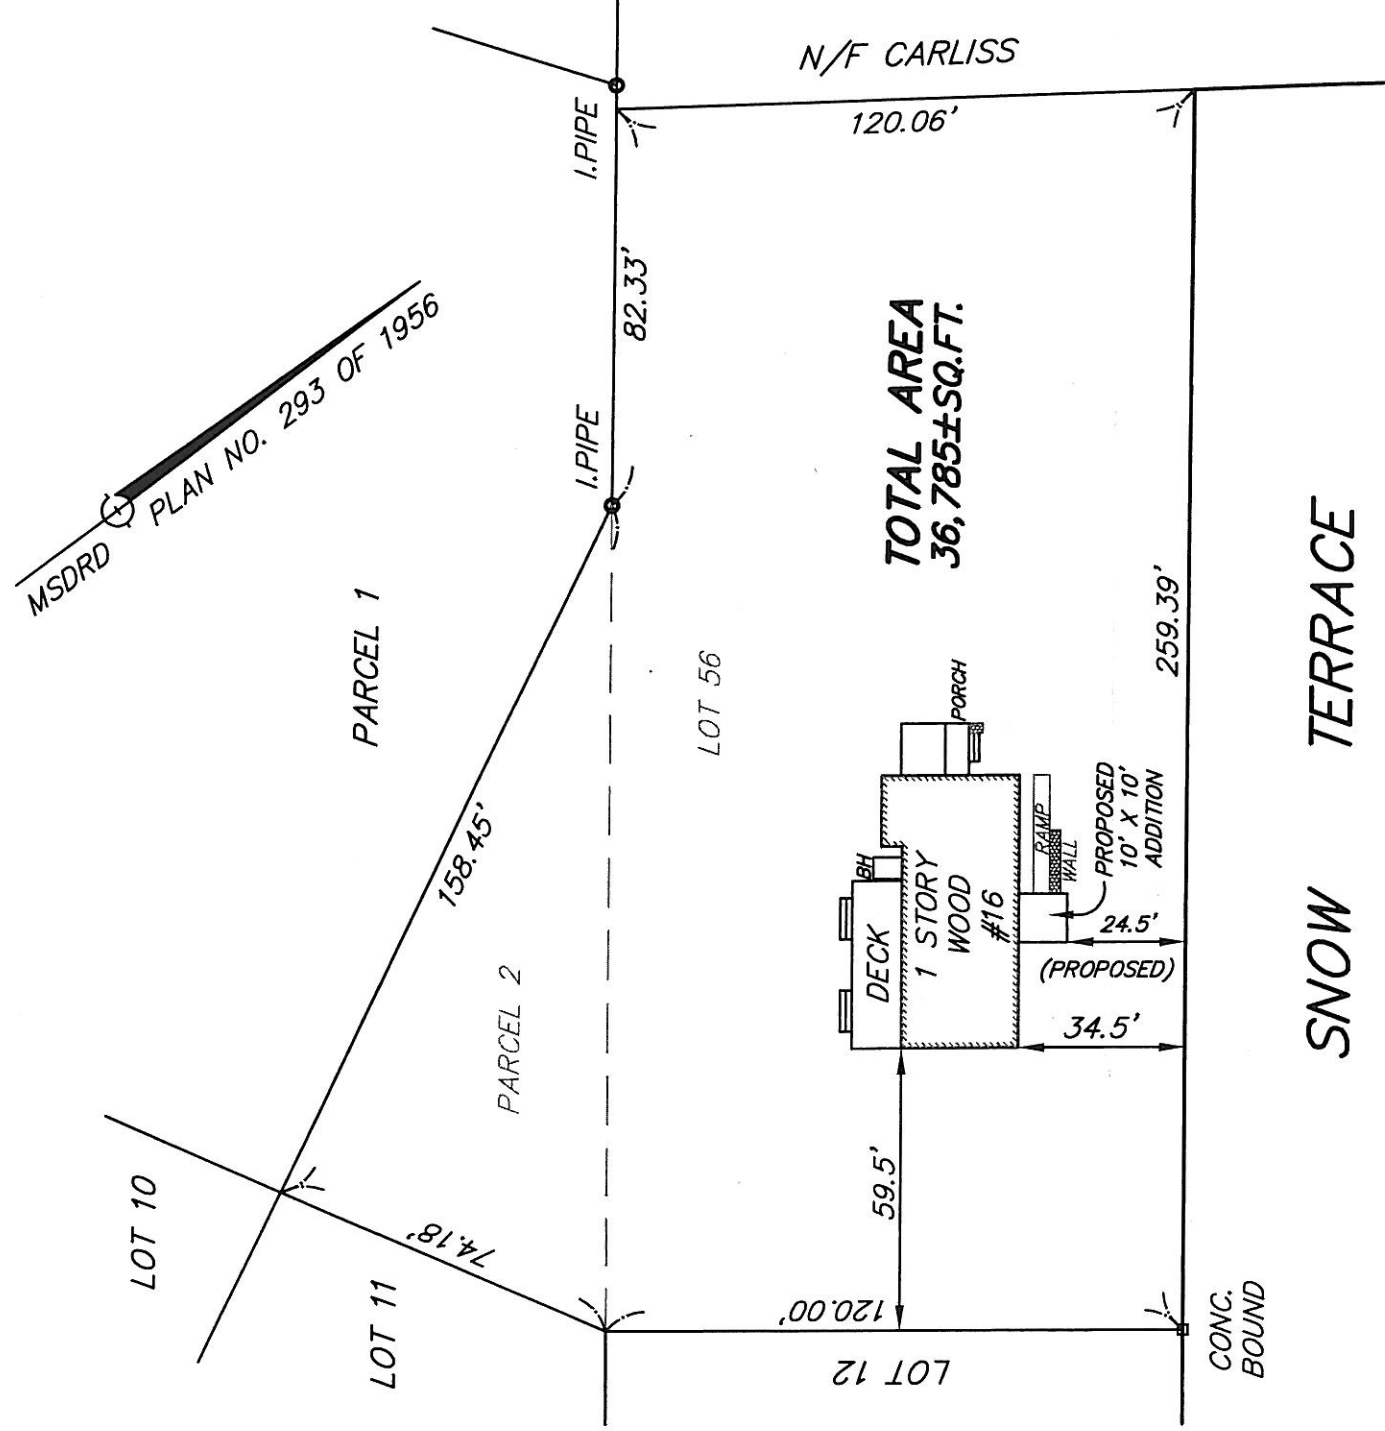 N/F CARLISS
120.06'
I.PIPE
82.33'
I.PIPE
MSDRD PLAN NO. 293 OF 1956
TOTAL AREA
36,785±SQ.FT.
PARCEL 1
LOT 56
158.45'
PARCEL 2
259.39'
SNOW TERRACE
PORCH
BH
DECK
1 STORY
WOOD
#16
RAMP
WALL
PROPOSED
10' X 10'
ADDITION
24.5'
(PROPOSED)
34.5'
59.5'
LOT 10
74.18'
LOT 11
120.00'
LOT 12
CONC.
BOUND